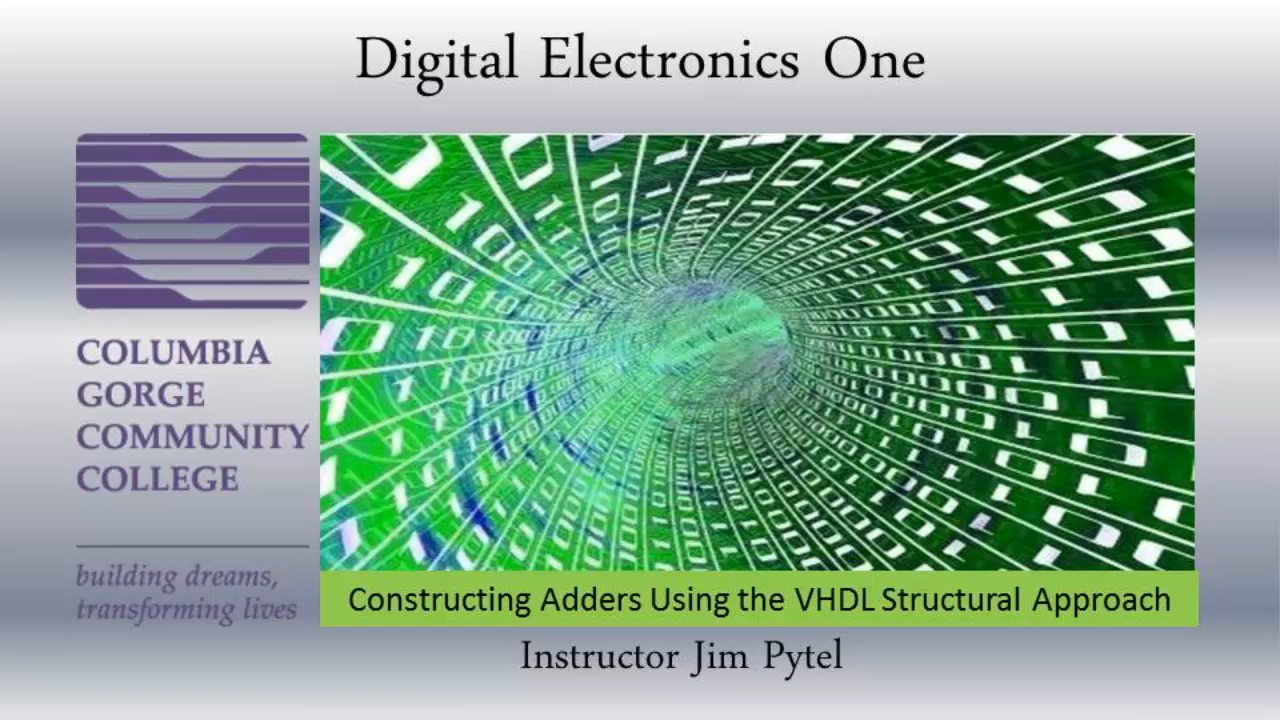 Digital Electronics One
COLUMBIA
GORGE
COMMUNITY
COLLEGE
building dreams,
transforming lives
Constructing Adders Using the VHDL Structural Approach
Instructor Jim Pytel